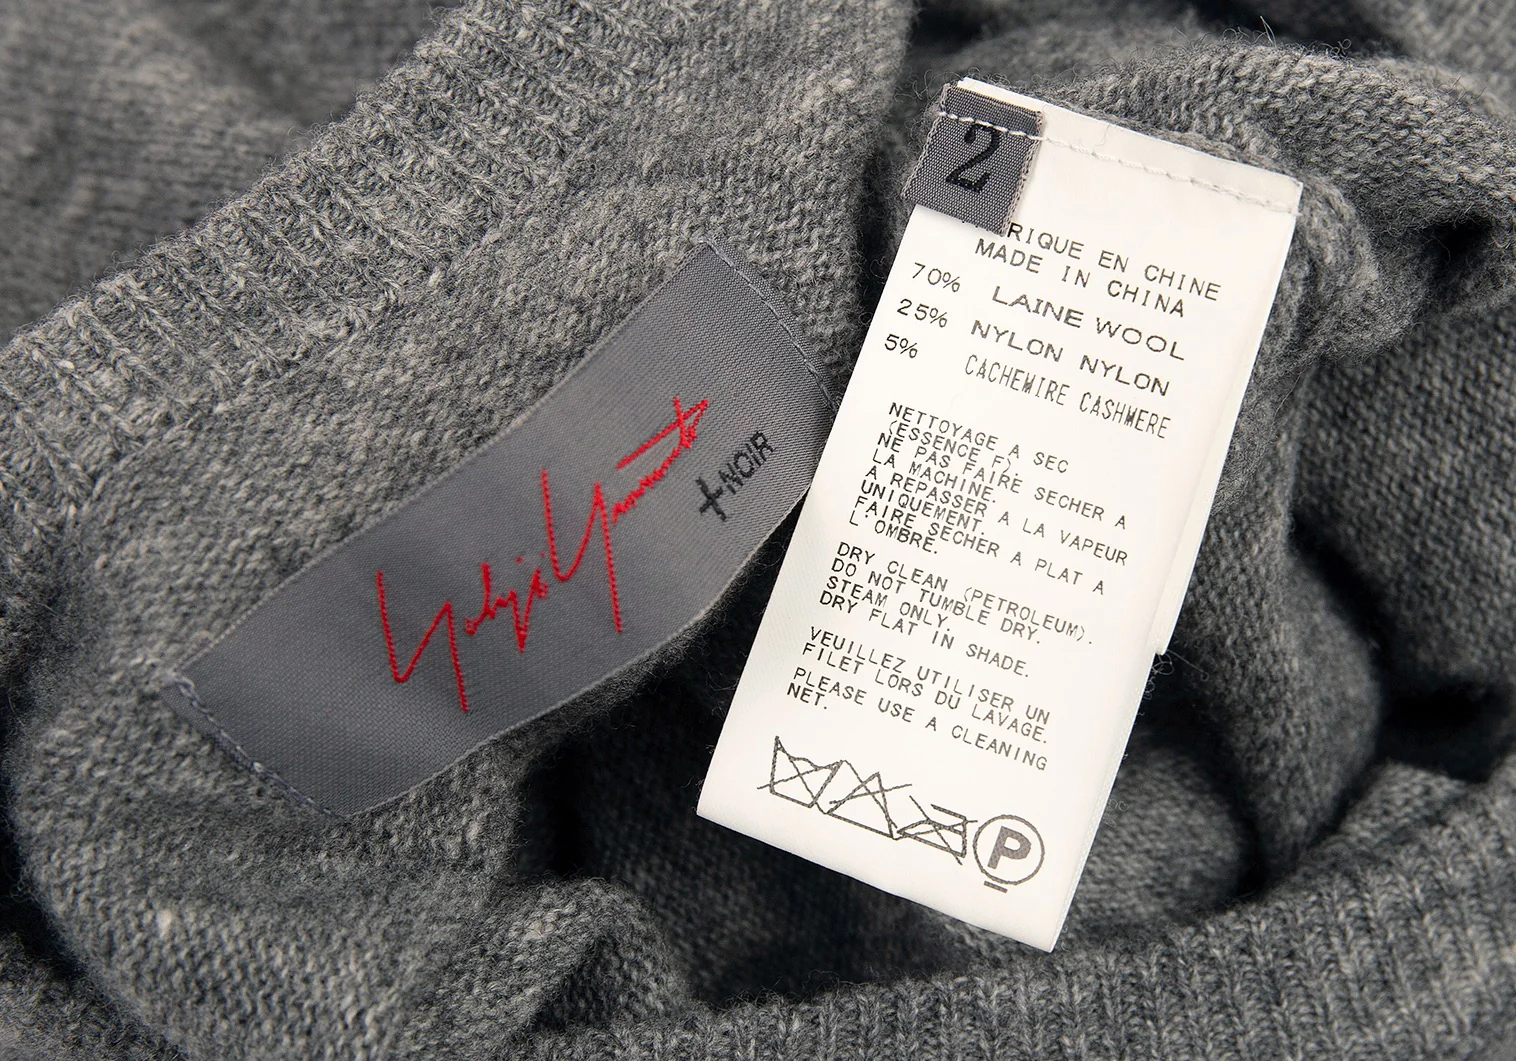 Yohji Yamamoto
+NOIR
2
RIQUE EN CHINE
MADE IN CHINA
70% LAINE WOOL
25% NYLON NYLON
5% CACHEMIRE CASHMERE
NETTOYAGE A SEC
(ESSENCE F).
NE PAS FAIRE SECHER A
LA MACHINE.
A REPASSER A LA VAPEUR
UNIQUEMENT.
FAIRE SECHER A PLAT A
L'OMBRE.
DRY CLEAN (PETROLEUM).
DO NOT TUMBLE DRY.
STEAM ONLY.
DRY FLAT IN SHADE.
VEUILLEZ UTILISER UN
FILET LORS DU LAVAGE.
PLEASE USE A CLEANING
NET.
P